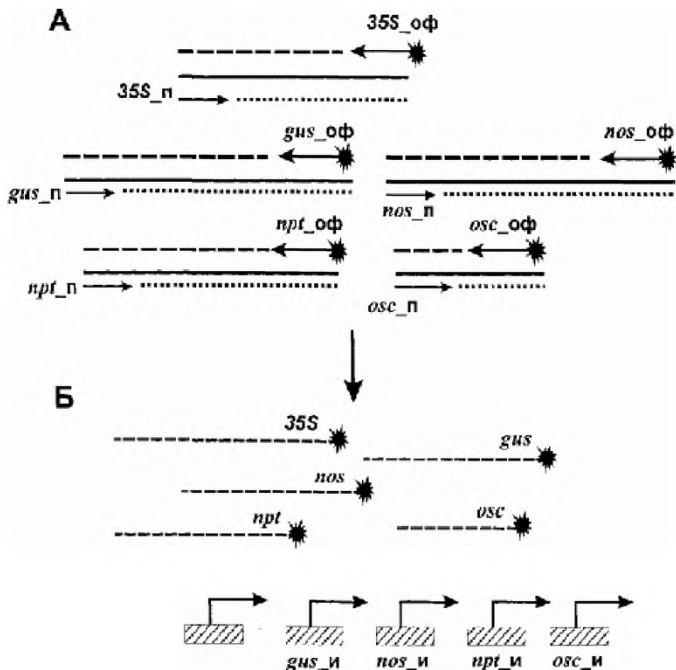 А
35S_оф
35S_п
gus_оф
nos_оф
gus_п
nos_п
npt_оф
osc_оф
npt_п
osc_п
Б
35S
gus
nos
npt
osc
gus_и nos_и npt_и osc_и